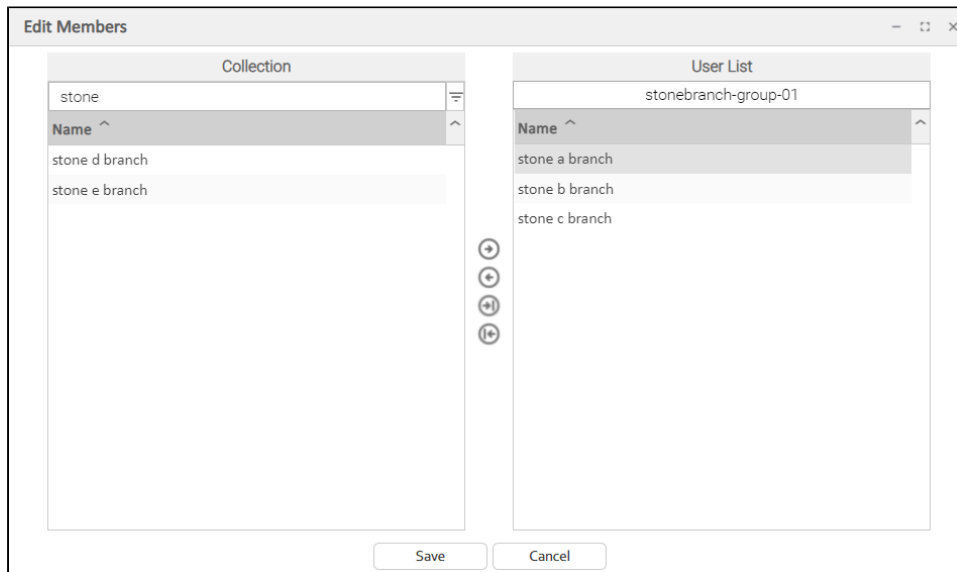 Edit Members
Collection
stone
Name
stone d branch
stone e branch
User List
stonebranch-group-01
Name
stone a branch
stone b branch
stone c branch
Save
Cancel